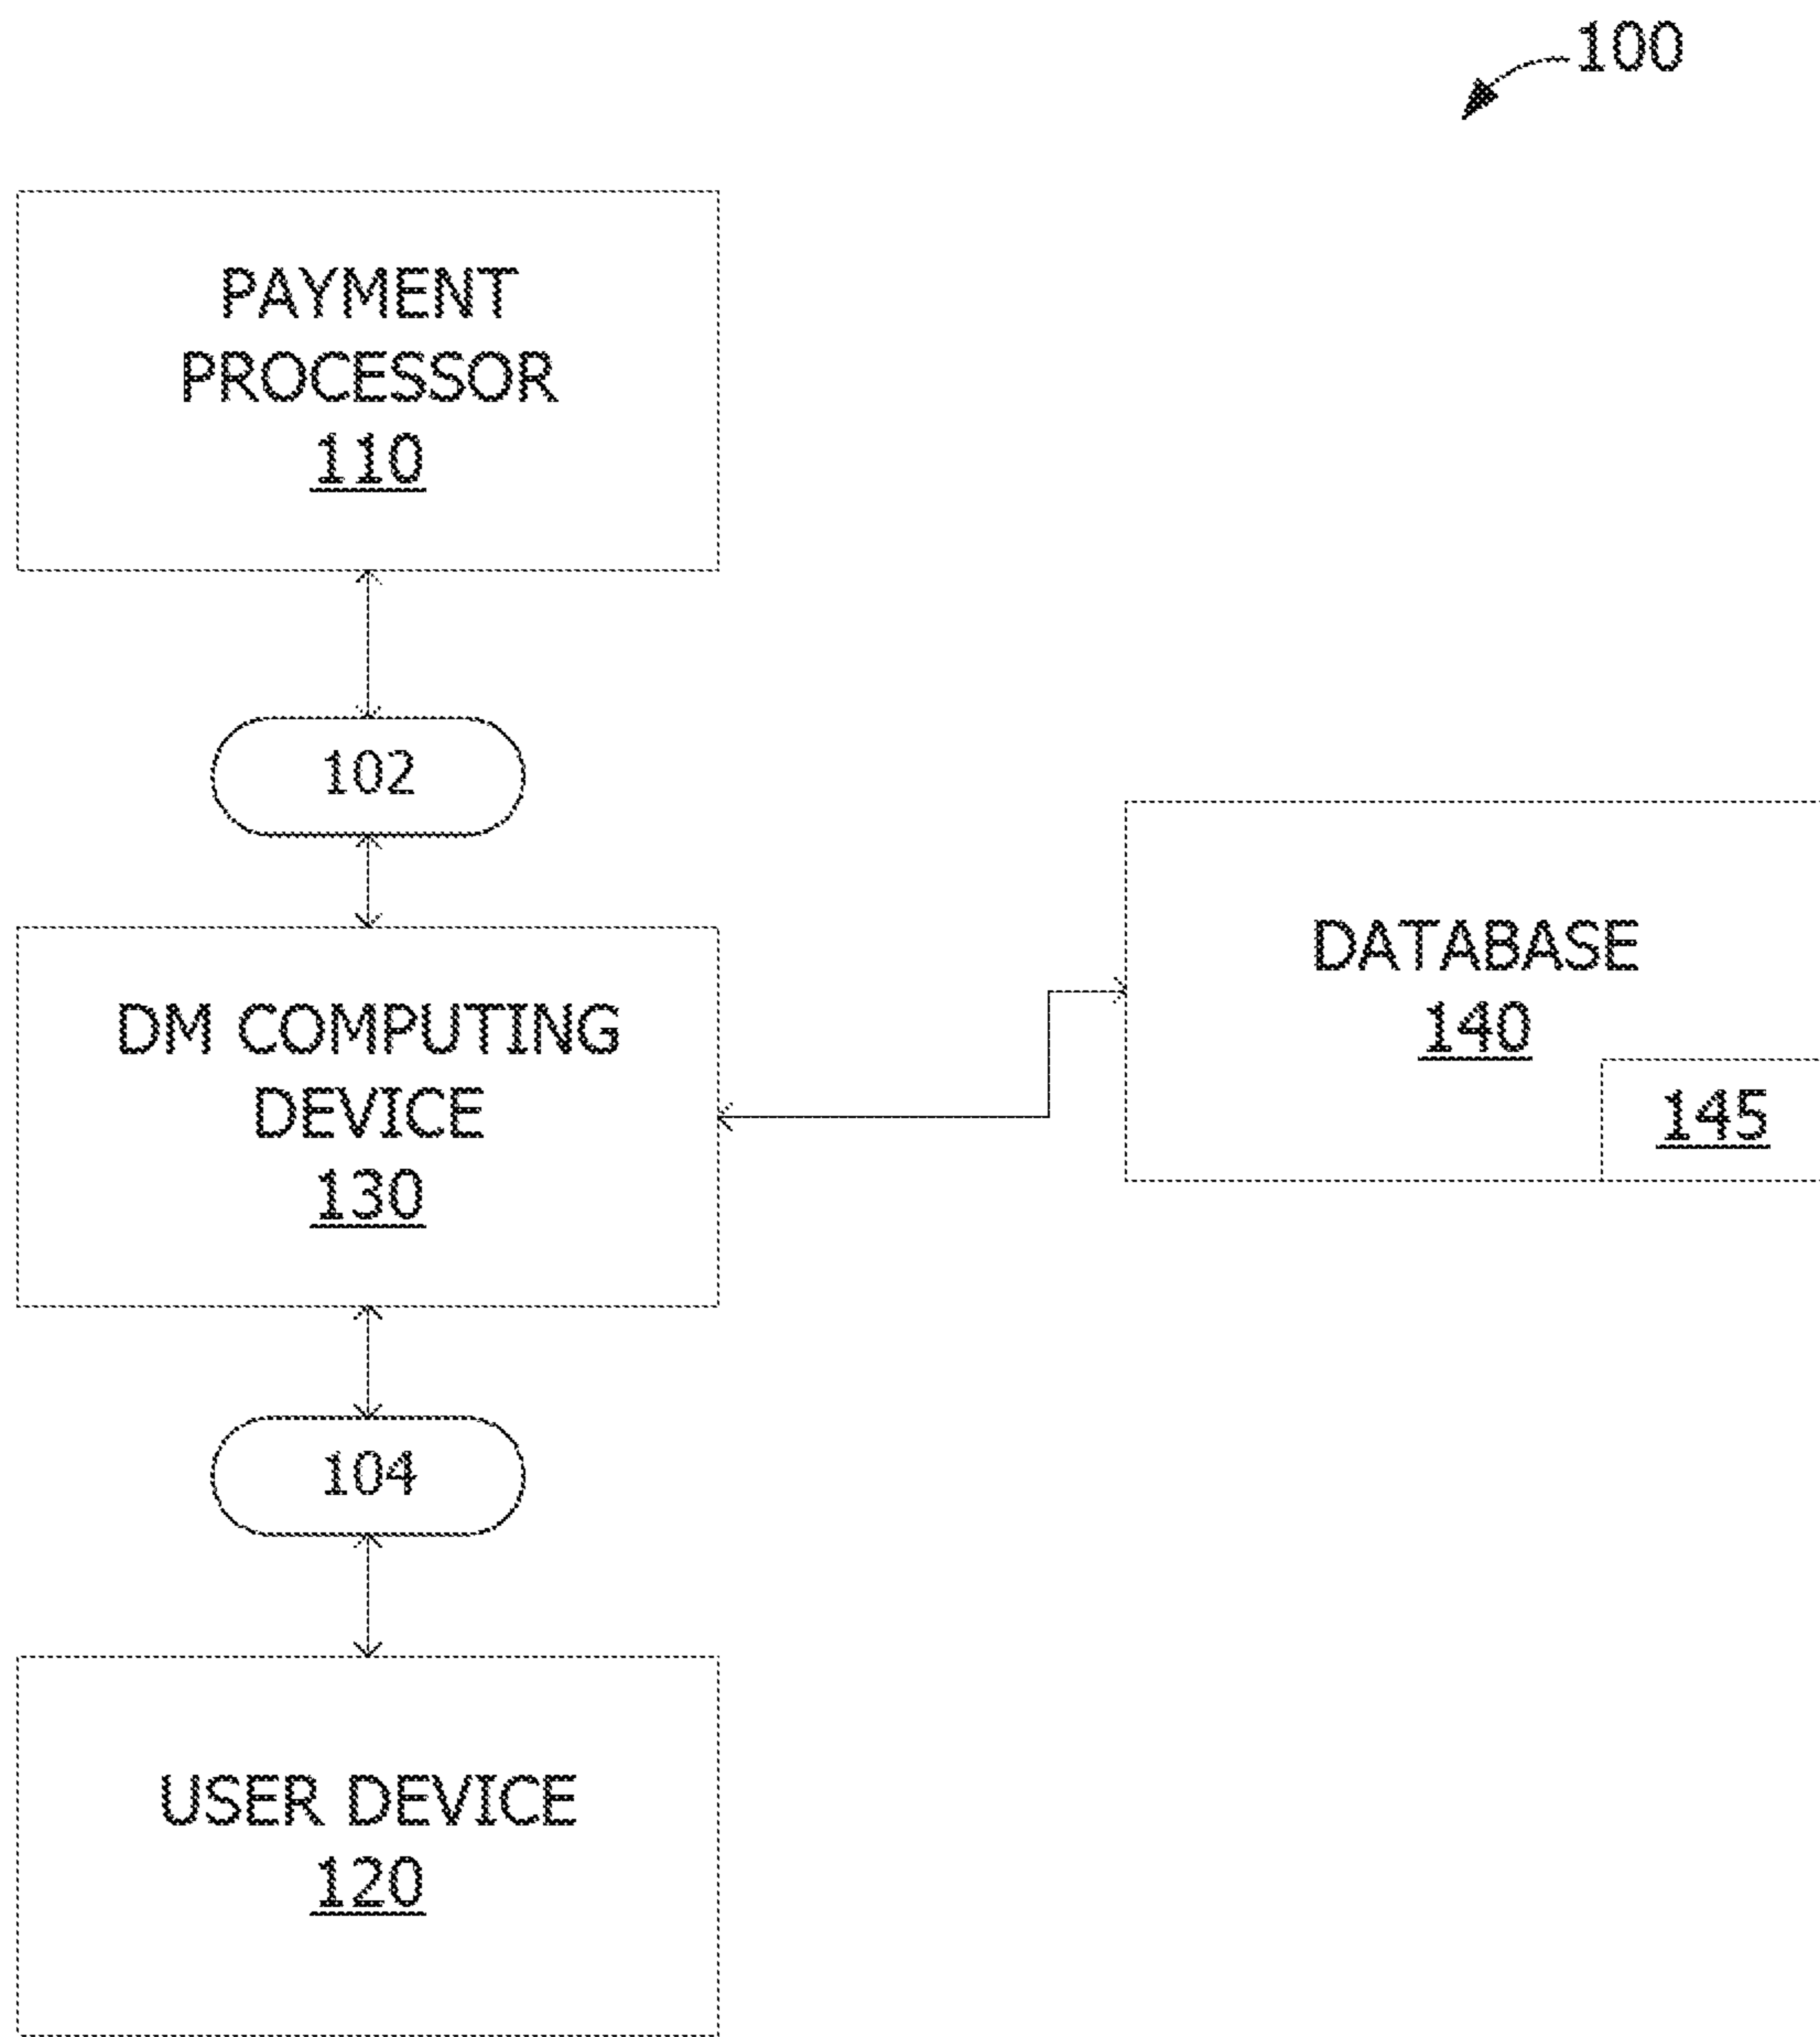 100
PAYMENT
PROCESSOR
110
102
DM COMPUTING
DEVICE
130
DATABASE
140
145
104
USER DEVICE
120